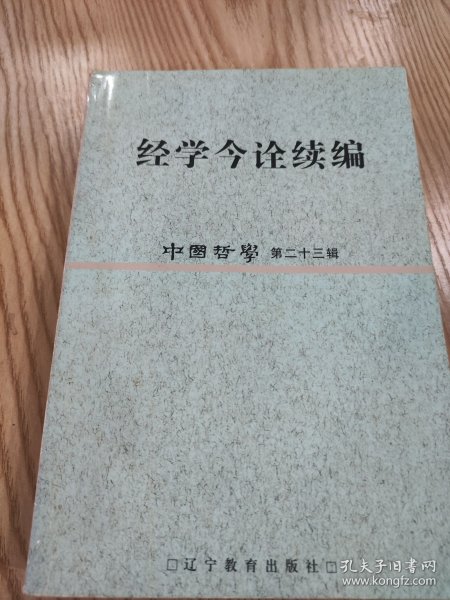 经学今诠续编
中國哲學 第二十三辑
□辽宁教育出版社□
孔夫子旧书网
www.kongfz.com